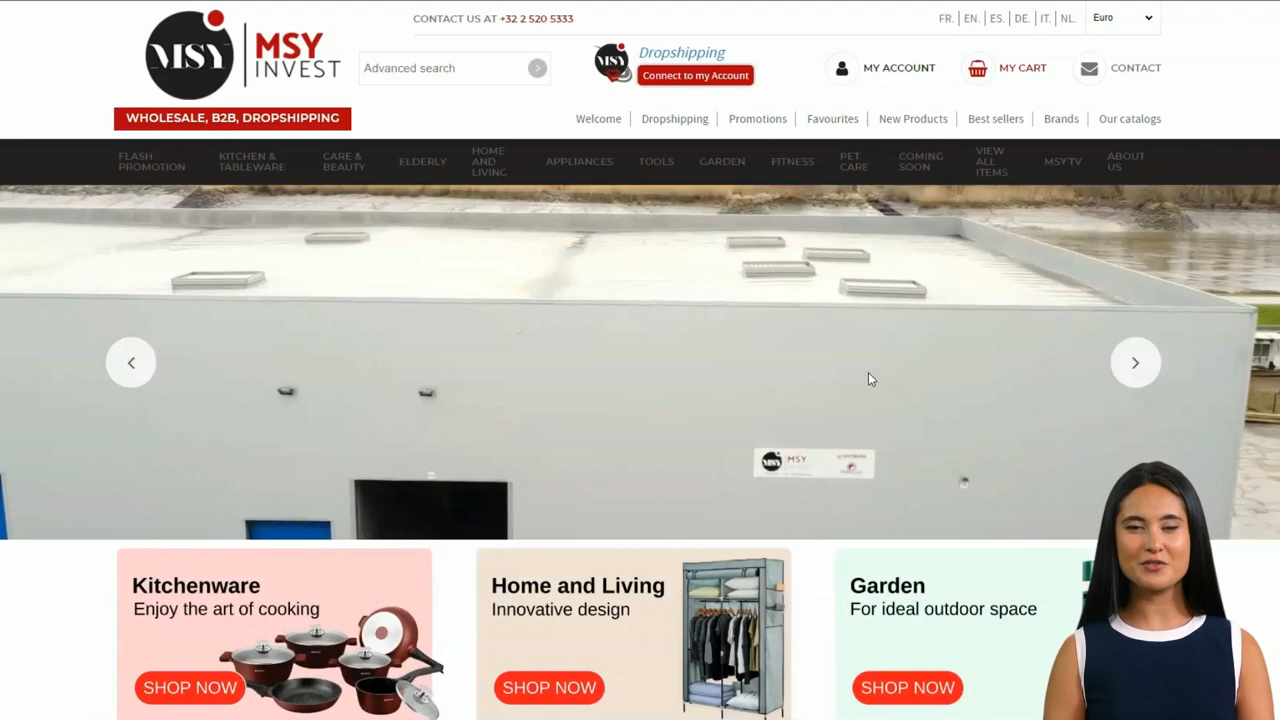 CONTACT US AT +32 2 520 5333
FR. EN. ES. DE. IT. NL. Euro
MSY
MSY
INVEST
Advanced search
MSY
Dropshipping
Connect to my Account
MY ACCOUNT
MY CART
CONTACT
WHOLESALE, B2B, DROPSHIPPING
Welcome Dropshipping Promotions Favourites New Products Best sellers Brands Our catalogs
FLASH
PROMOTION
KITCHEN &
TABLEWARE
CARE &
BEAUTY
ELDERLY
HOME
AND
LIVING
APPLIANCES
TOOLS
GARDEN
FITNESS
PET
CARE
COMING
SOON
VIEW
ALL
ITEMS
MSY.TV
ABOUT
US
MSY
MSY
Kitchenware
Enjoy the art of cooking
SHOP NOW
Home and Living
Innovative design
SHOP NOW
Garden
For ideal outdoor space
SHOP NOW